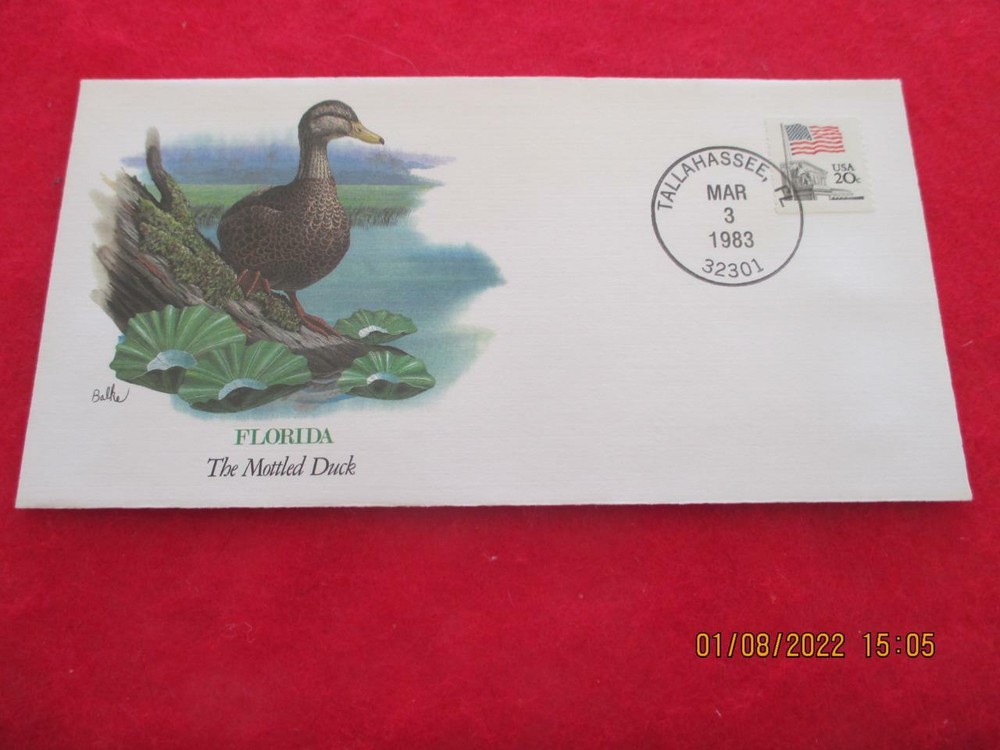 TALLAHASSEE, FL
MAR
3
1983
32301
USA
20c
Balke
FLORIDA
The Mottled Duck
01/08/2022 15:05